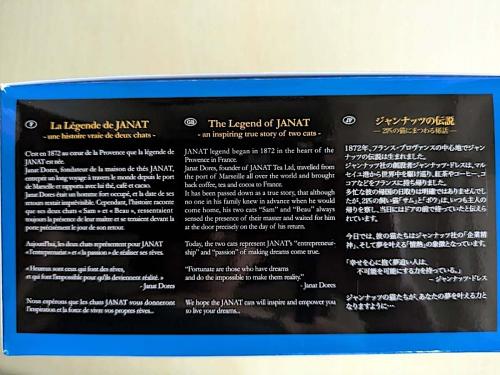 F
La Légende de JANAT
- une histoire vraie de deux chats -
C'est en 1872 au cœur de la Provence que la légende de
JANAT est née.
Janat Dores, fondateur de la maison de thés JANAT,
entreprit un long voyage à travers le monde depuis le port
de Marseille et rapporta avec lui thé, café et cacao.
Janat Dores était un homme fort occupé, et la date de ses
retours restait imprévisible. Cependant, l'histoire raconte
que ses deux chats « Sam » et « Beau », ressentaient
toujours la présence de leur maître et se tenaient devant la
porte précisément le jour de son retour.
Aujourd'hui, les deux chats représentent pour JANAT
«l'entreprenariat » et «la passion » de réaliser ses rêves.
« Heureux sont ceux qui font des rêves,
et qui font l'impossible pour qu'ils deviennent réalité. »
- Janat Dores
Nous espérons que les chats JANAT vous donneront
l'inspiration et la force de vivre vos propres rêves...
GB
The Legend of JANAT
- an inspiring true story of two cats -
JANAT legend began in 1872 in the heart of the
Provence in France.
Janat Dores, founder of JANAT Tea Ltd, travelled from
the port of Marseille all over the world and brought
back coffee, tea and cocoa to France.
It has been passed down as a true story, that although
no one in his family knew in advance when he would
come home, his two cats "Sam" and "Beau" always
sensed the presence of their master and waited for him
at the door precisely on the day of his return.
Today, the two cats represent JANAT's "entrepreneur-
ship" and "passion" of making dreams come true.
"Fortunate are those who have dreams
and do the impossible to make them reality."
- Janat Dores
We hope the JANAT cats will inspire and empower you
to live your dreams...
JP
ジャンナッツの伝説
— 2匹の猫にまつわる秘話 —
1872年、フランス・プロヴァンスの中心地でジャン
ナッツの伝説は生まれました。
ジャンナッツ社の創設者ジャンナッツ・ドレスは、マル
セイユ港から世界中を駆け巡り、紅茶やコーヒー、コ
コアなどをフランスに持ち帰りました。
多忙な彼の帰国の日取りは明確ではありませんでし
たが、2匹の飼い猫「サム」と「ボウ」は、いつも主人
の帰りを察し、当日にはドアの前で待っていたと伝えら
れています。
今日では、彼の猫たちはジャンナッツ社の「企業精
神」、そして夢を叶える「情熱」の象徴となっています。
「幸せを心に抱く夢追い人は、
不可能を可能にする力を持っている。」
- ジャンナッツ・ドレス
ジャンナッツの猫たちが、あなたの夢を叶える力と
なりますように…